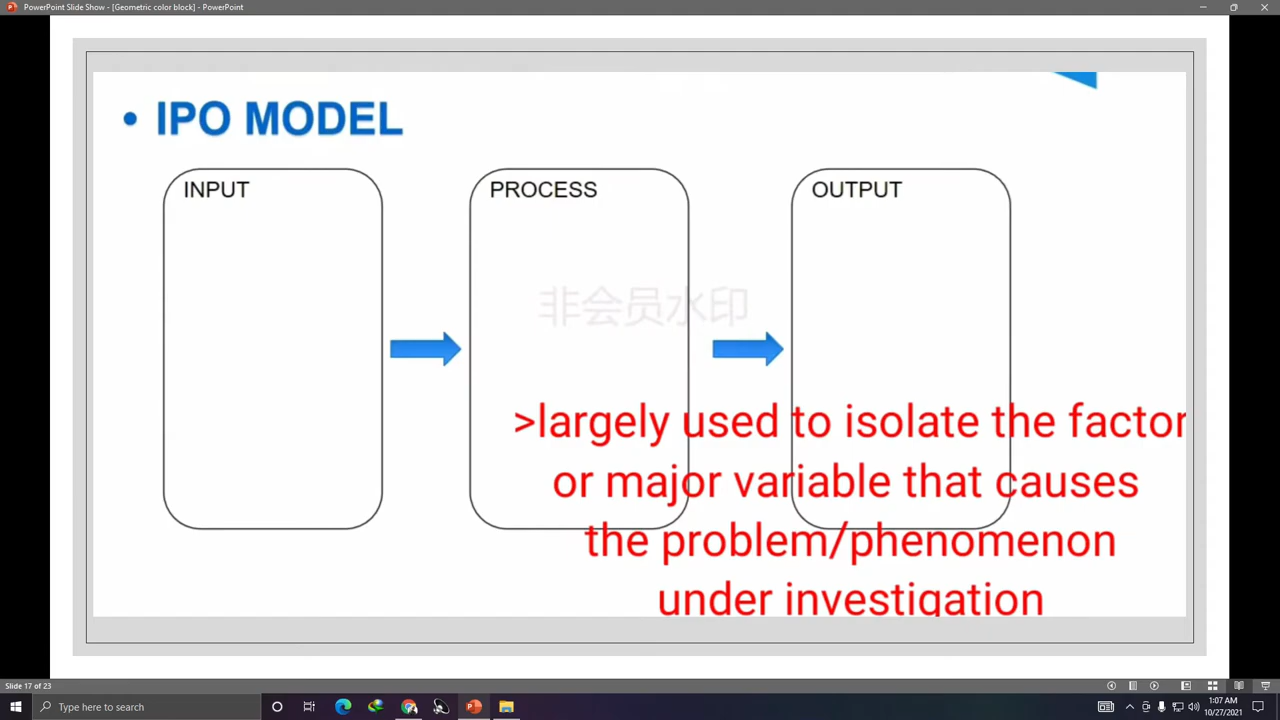 PowerPoint Slide Show - [Geometric color block] - PowerPoint
• IPO MODEL
INPUT
PROCESS
OUTPUT
非会员水印
>largely used to isolate the factor
or major variable that causes
the problem/phenomenon
under investigation
Slide 17 of 23
Type here to search
1:07 AM
10/27/2021